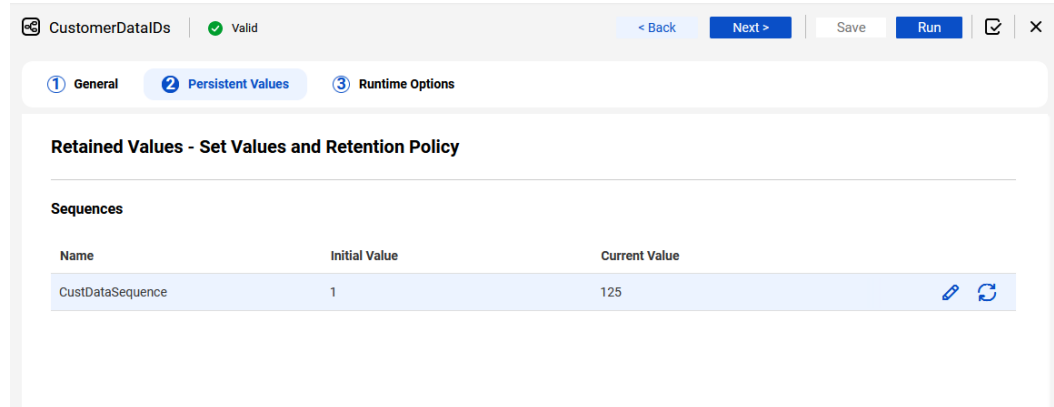 CustomerDataIDs Valid < Back Next > Save Run
1 General 2 Persistent Values 3 Runtime Options
Retained Values - Set Values and Retention Policy
Sequences
Name Initial Value Current Value
CustDataSequence 1 125